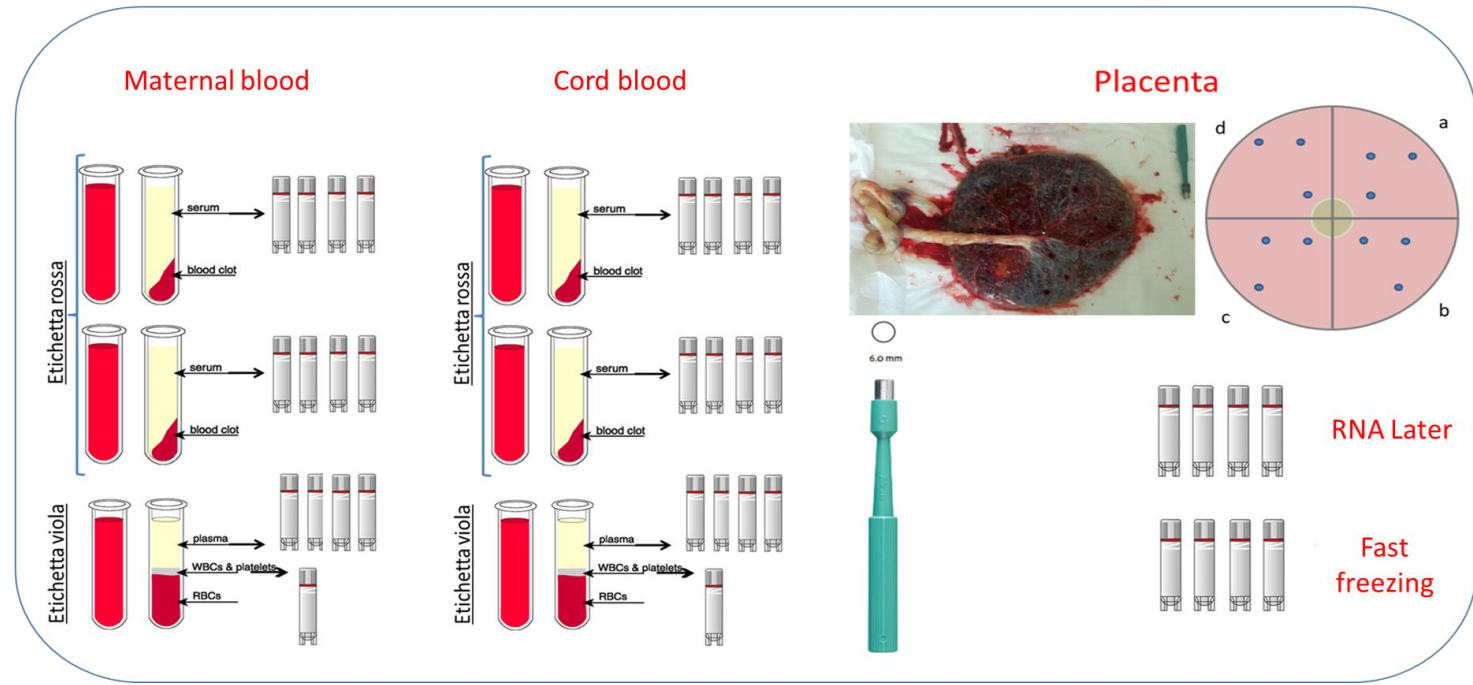 Maternal blood
Etichetta rossa
serum
blood clot
serum
blood clot
Etichetta viola
plasma
WBCs & platelets
RBCs
Cord blood
Etichetta rossa
serum
blood clot
serum
blood clot
Etichetta viola
plasma
WBCs & platelets
RBCs
Placenta
d
a
c
b
6.0 mm
RNA Later
Fast
freezing